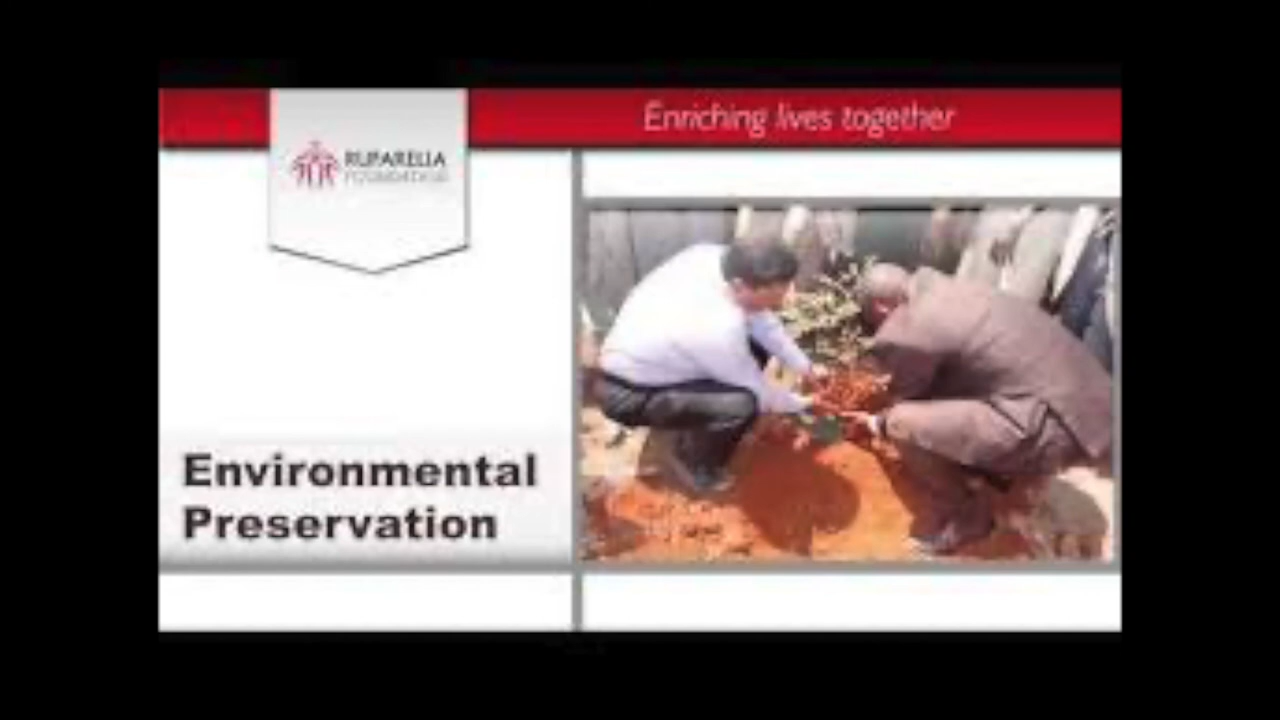 Enriching lives together
RUPARELIA
FOUNDATION
Environmental
Preservation